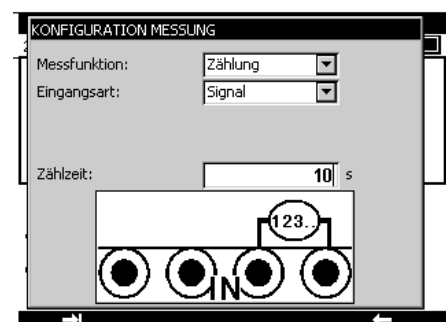 KONFIGURATION MESSUNG
Messfunktion: Zählung
Eingangsart: Signal
Zählzeit: 10 s
123..
IN